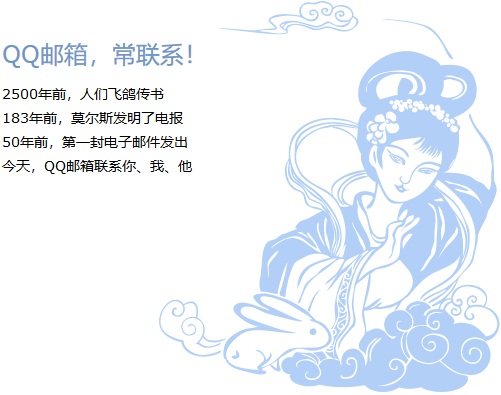 QQ邮箱，常联系！
2500年前，人们飞鸽传书
183年前，莫尔斯发明了电报
50年前，第一封电子邮件发出
今天，QQ邮箱联系你、我、他